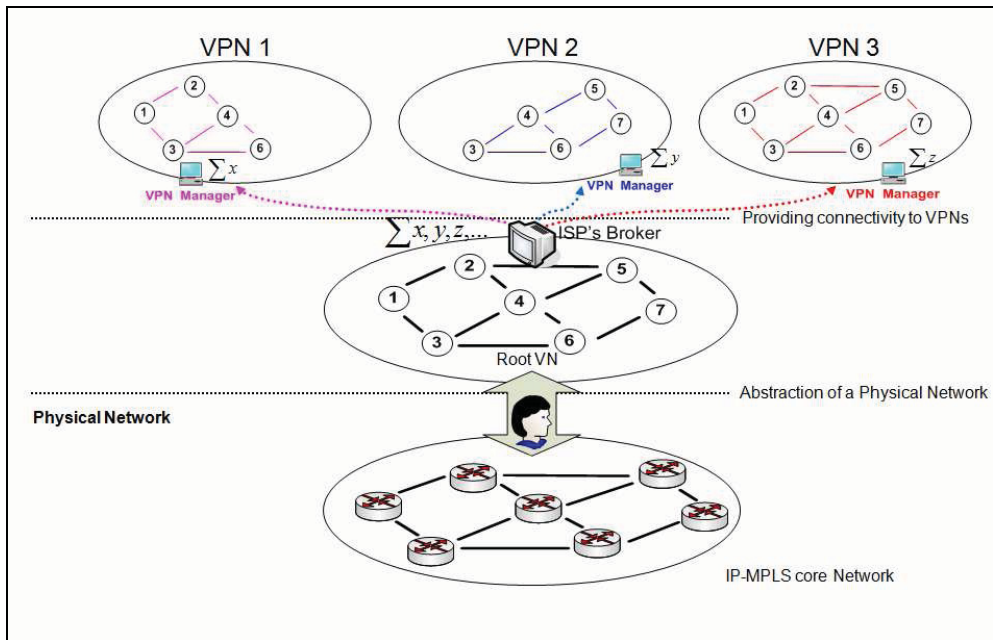 VPN 1
VPN 2
VPN 3
2
1
4
3
6
5
4
7
3
6
2
5
1
4
7
3
6
∑x
VPN Manager
∑y
VPN Manager
∑z
VPN Manager
Providing connectivity to VPNs
∑x, y, z,...
ISP's Broker
2
5
1
4
7
3
6
Root VN
Abstraction of a Physical Network
Physical Network
IP-MPLS core Network